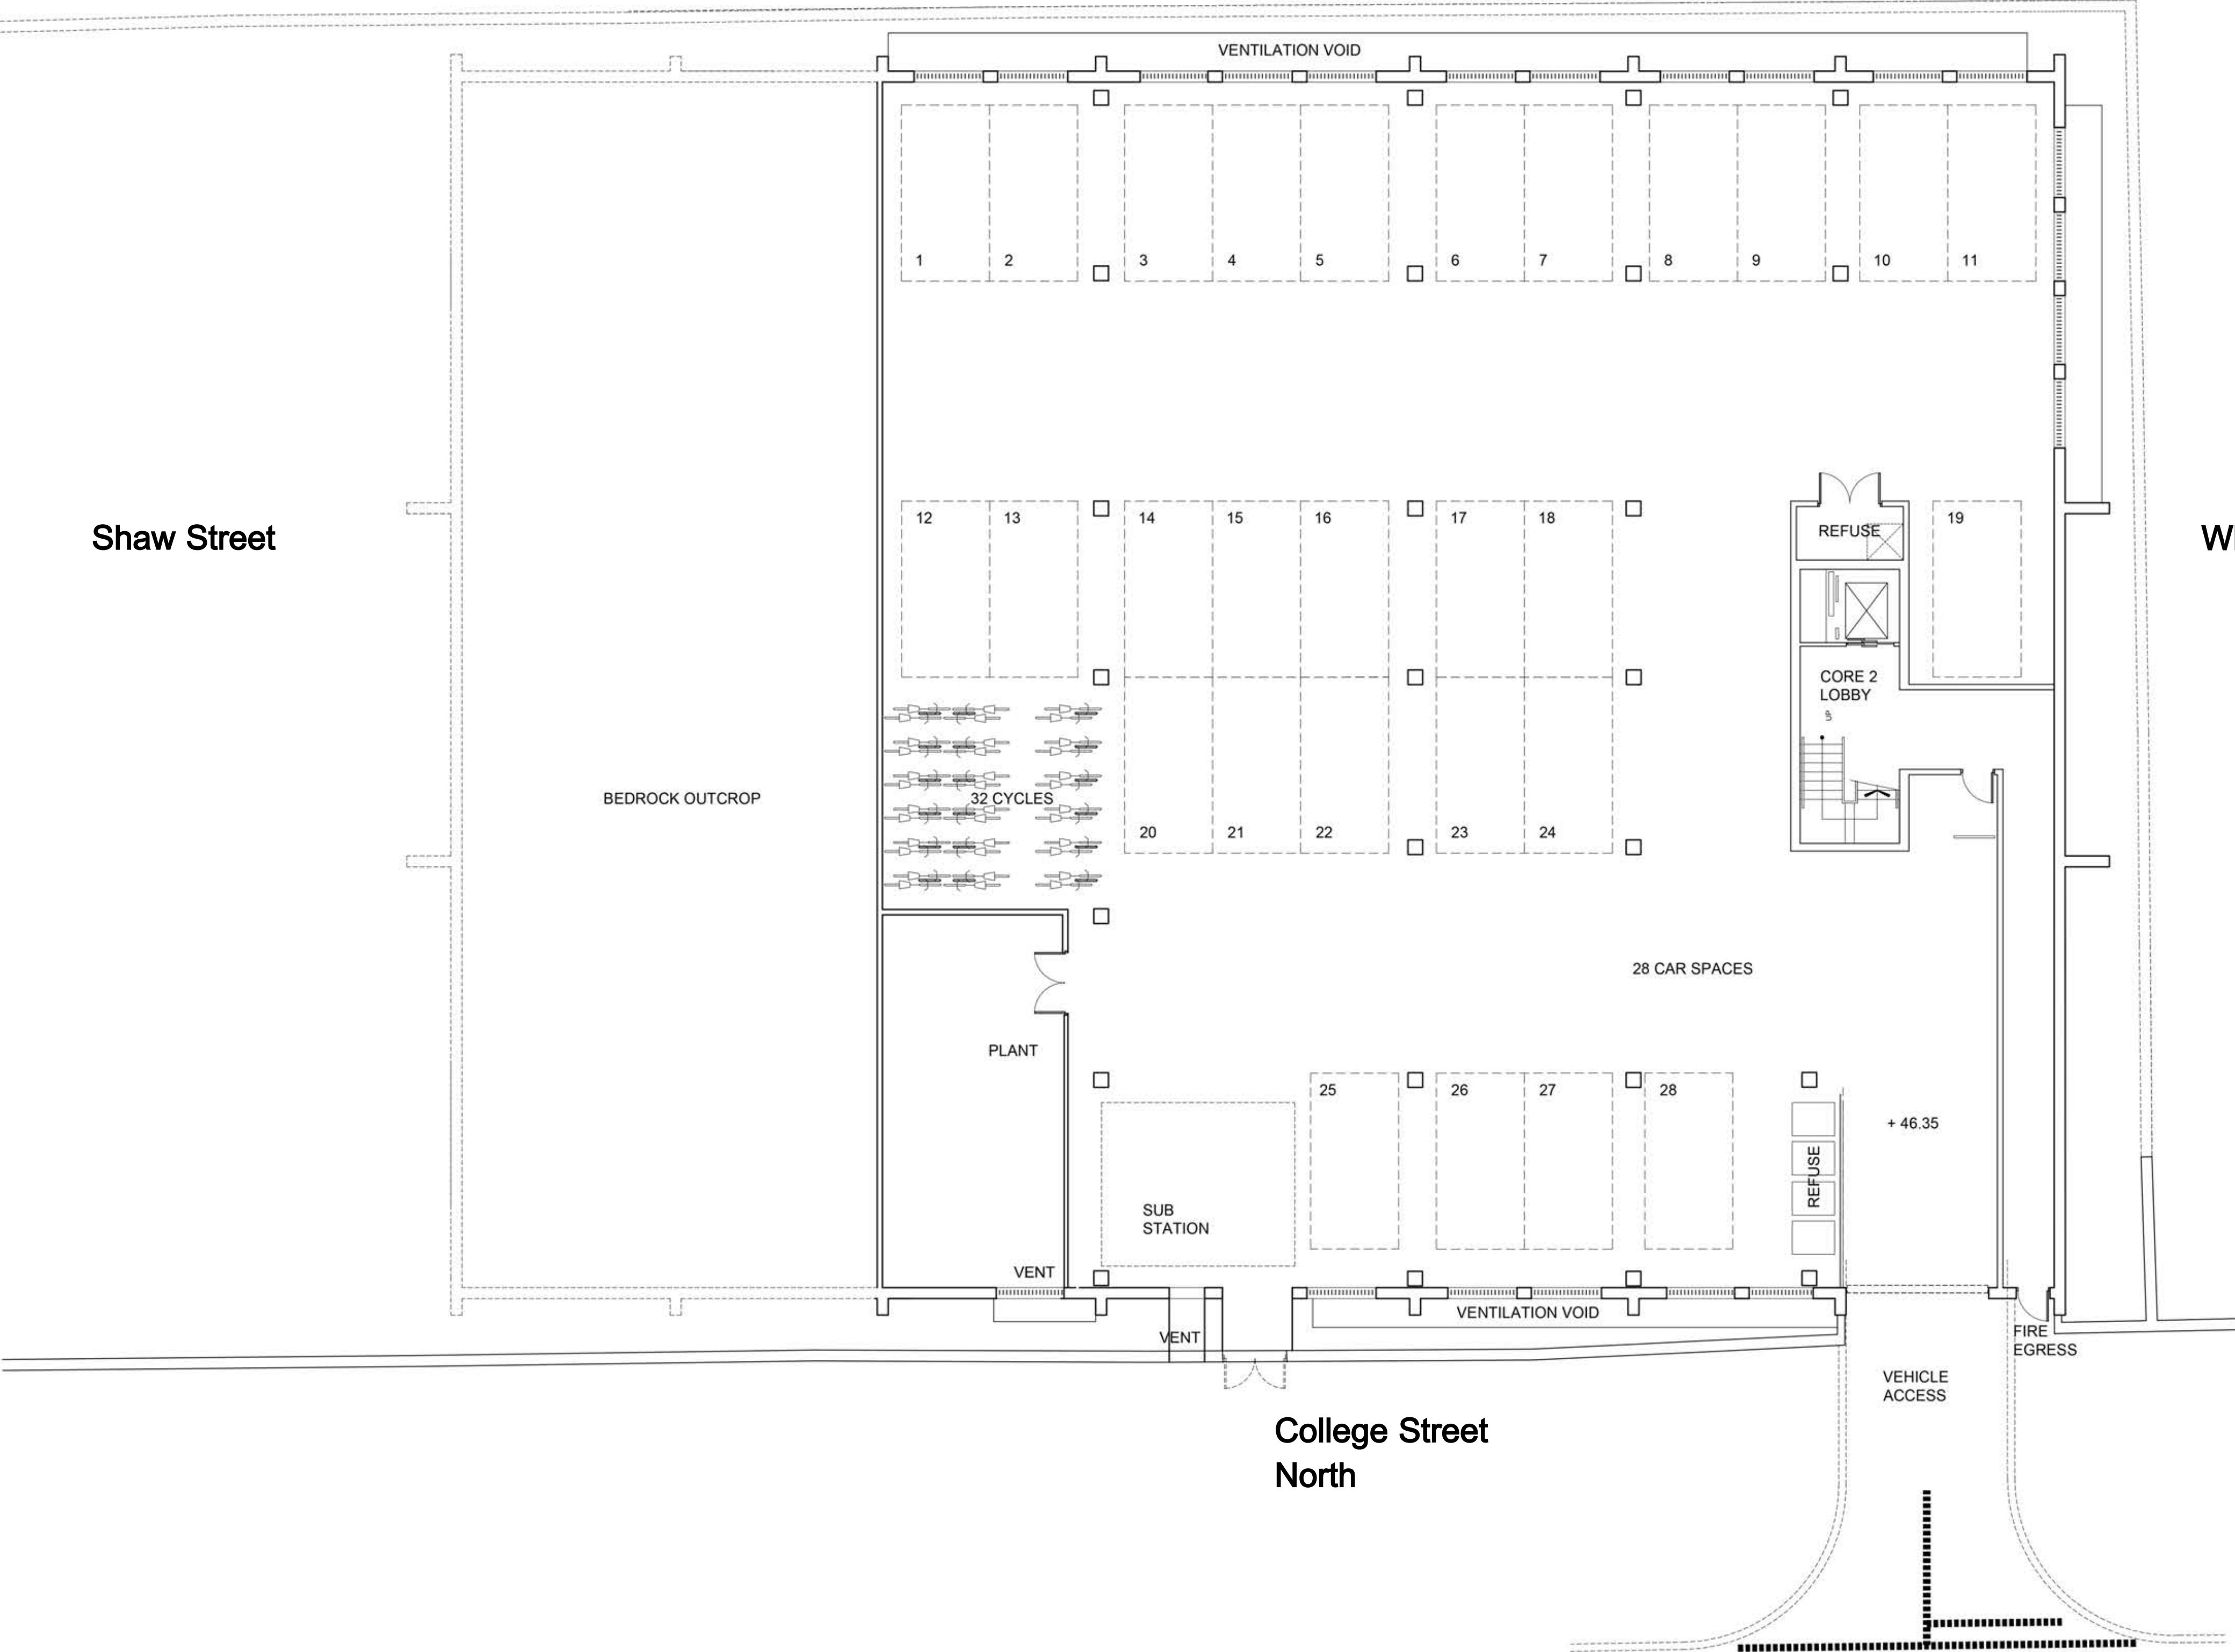 VENTILATION VOID
1
2
3
4
5
6
7
8
9
10
11
12
13
14
15
16
17
18
REFUSE
19
Shaw Street
CORE 2
LOBBY
UP
BEDROCK OUTCROP
32 CYCLES
20
21
22
23
24
28 CAR SPACES
PLANT
25
26
27
28
+ 46.35
REFUSE
SUB
STATION
VENT
VENTILATION VOID
VENT
FIRE
EGRESS
VEHICLE
ACCESS
College Street
North